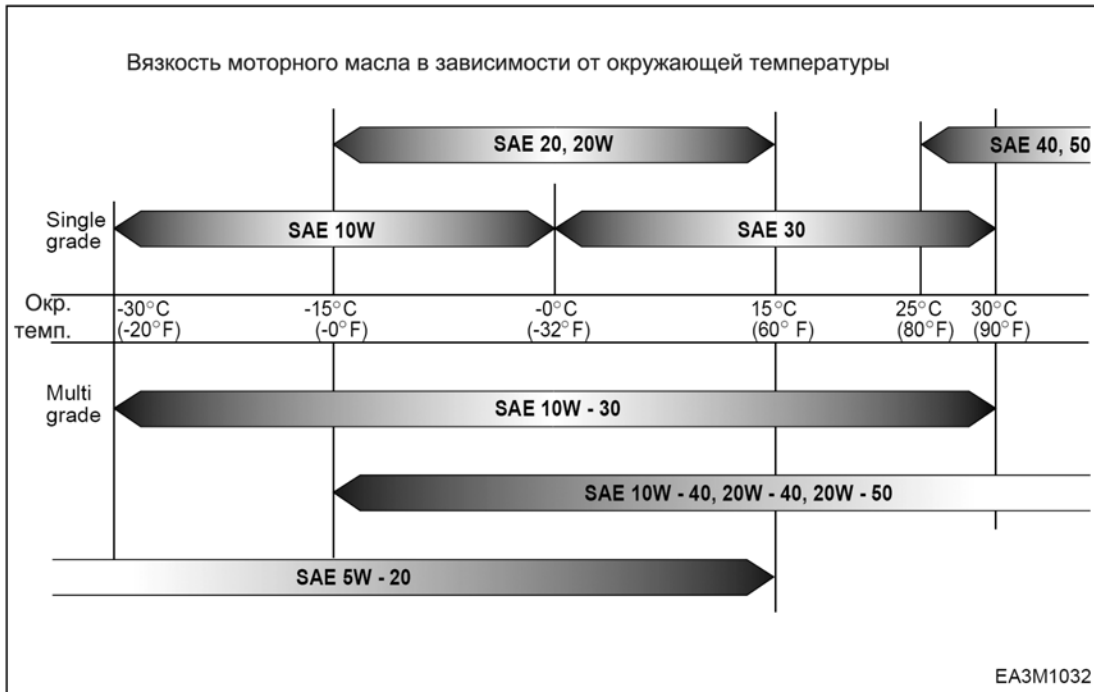 Вязкость моторного масла в зависимости от окружающей температуры
SAE 20, 20W
SAE 40, 50
Single
grade
SAE 10W
SAE 30
Окр.
темп.
-30°C
(-20°F)
-15°C
(-0°F)
-0°C
(-32°F)
15°C
(60°F)
25°C
(80°F)
30°C
(90°F)
Multi
grade
SAE 10W - 30
SAE 10W - 40, 20W - 40, 20W - 50
SAE 5W - 20
EA3M1032